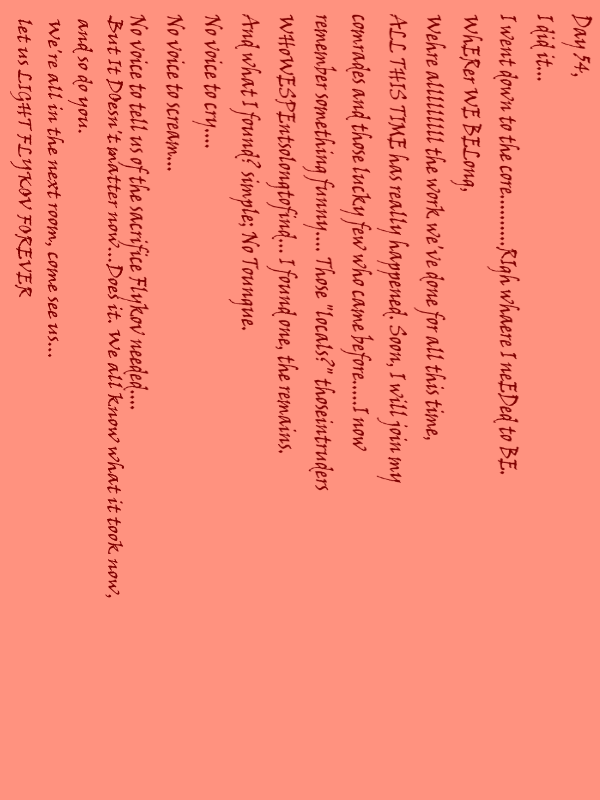 Day 54,
I did it...
I went down to the core..........RIgh whaere I neEDed to BE.
WhERer WE BELong,
Wehre alllllllll the work we've done for all this time,
ALL THIS TIME has really happened. Soon, I will join my
comrades and those lucky few who came before......I now
remember something funny.... Those "locals?" thoseintruders
WHoWESPEntsolongtofind... I found one, the remains.
And what I found? simple; No Toungue.
No voice to cry....
No voice to scream...
No voice to tell us of the sacrifice Flykov needed....
But It DOesn't matter now...Does it. We all know what it took now,
and so do you.
We're all in the next room, come see us...
let us LIGHT FLYKOV FOREVER